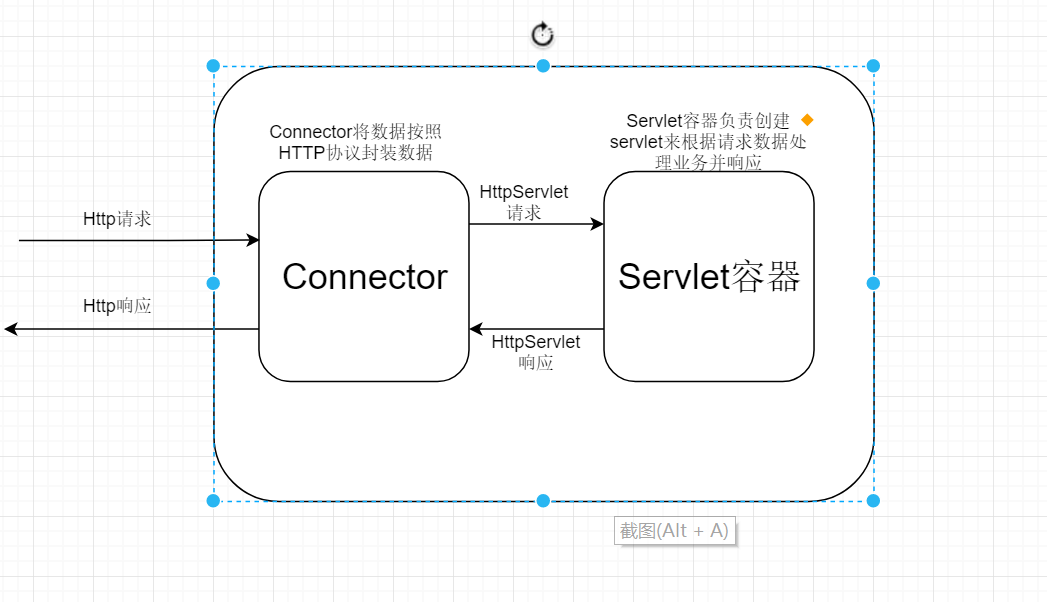 Connector将数据按照
HTTP协议封装数据
Servlet容器负责创建
servlet来根据请求数据处
理业务并响应
Http请求
HttpServlet
请求
Connector
Servlet容器
Http响应
HttpServlet
响应
截图(Alt + A)